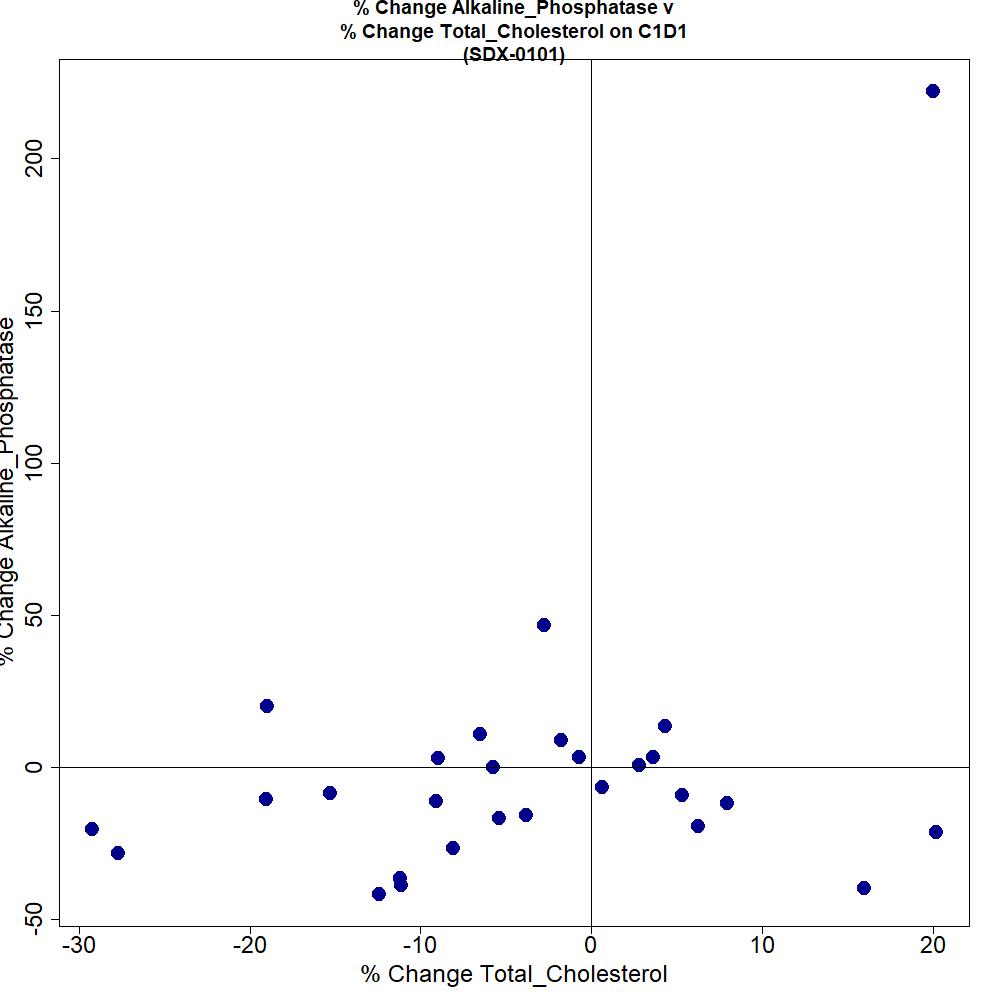 % Change Alkaline_Phosphatase v
% Change Total_Cholesterol on C1D1
(SDX-0101)
% Change Alkaline_Phosphatase
200
150
100
50
0
-50
-30 -20 -10 0 10 20
% Change Total_Cholesterol